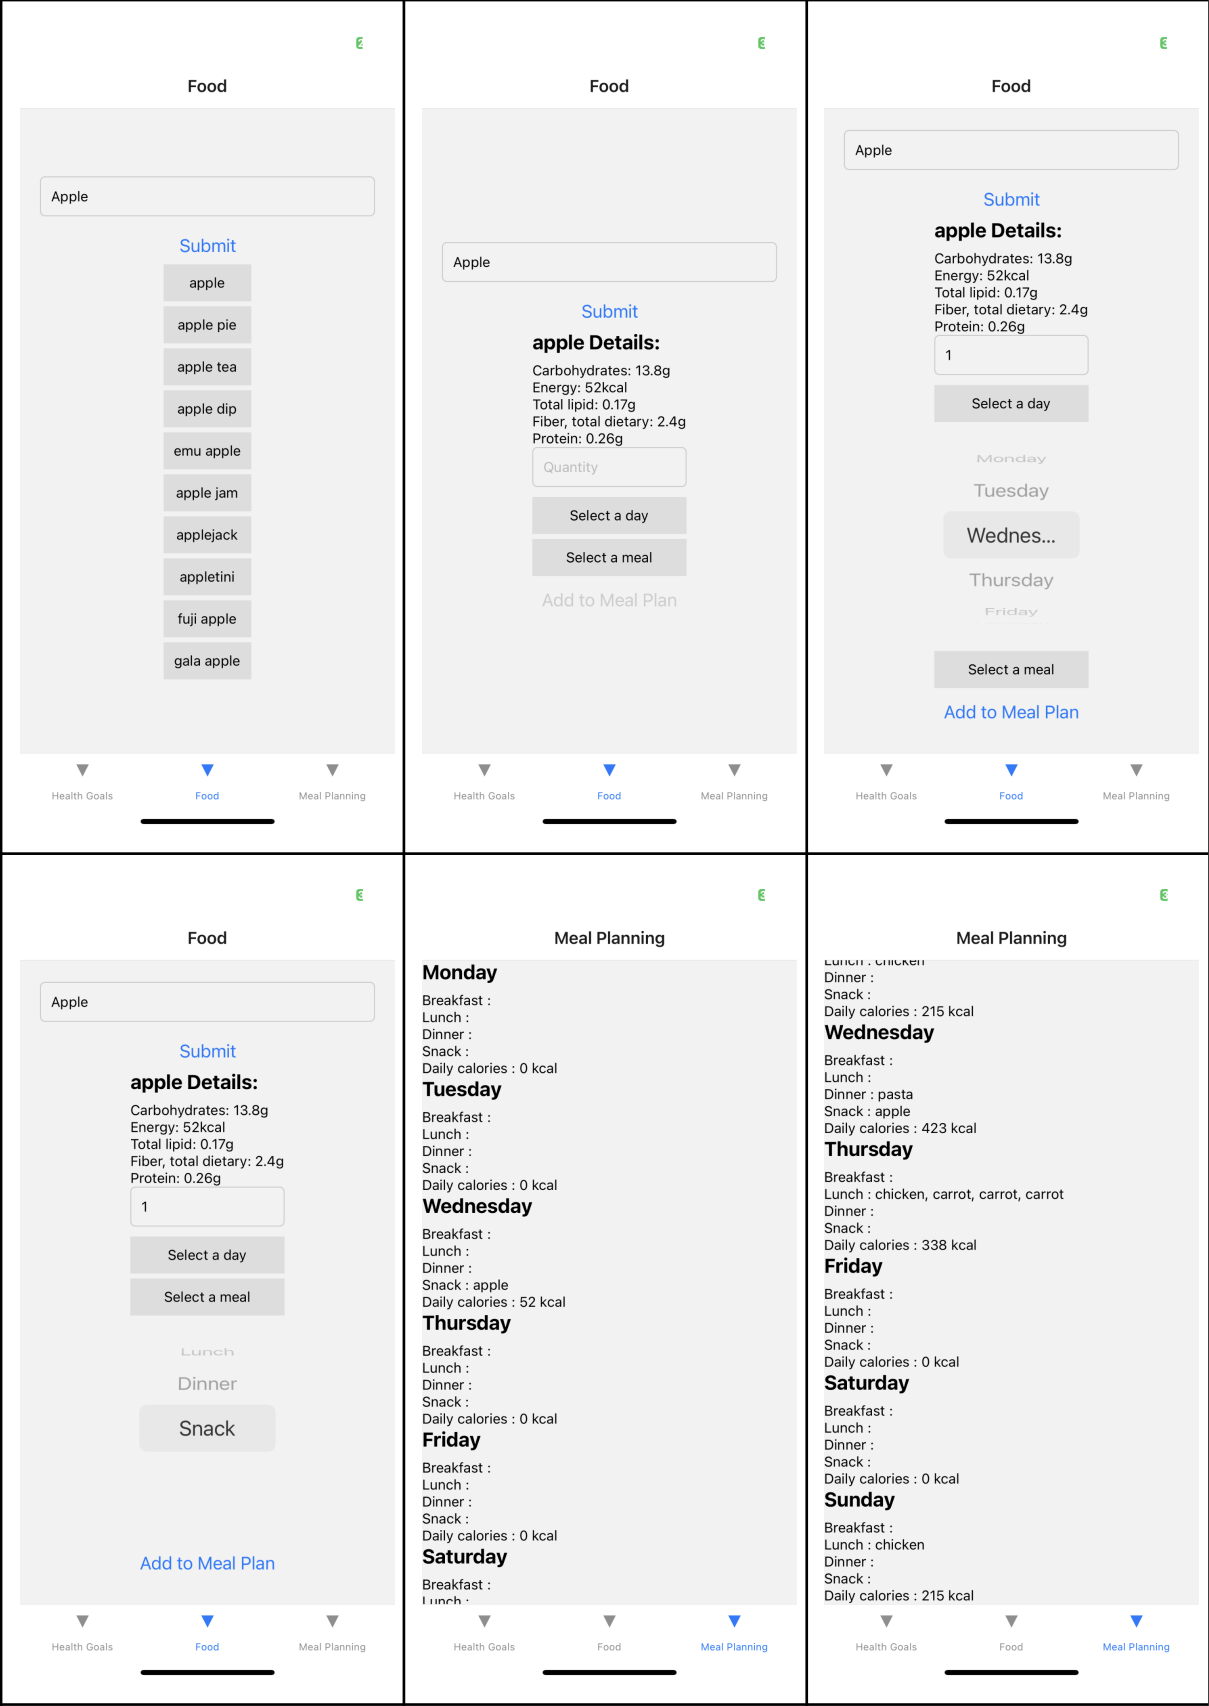 Food
Apple
Submit
apple
apple pie
apple tea
apple dip
emu apple
apple jam
applejack
appletini
fuji apple
gala apple
Health Goals
Food
Meal Planning
Food
Apple
Submit
apple Details:
Carbohydrates: 13.8g
Energy: 52kcal
Total lipid: 0.17g
Fiber, total dietary: 2.4g
Protein: 0.26g
Quantity
Select a day
Select a meal
Add to Meal Plan
Health Goals
Food
Meal Planning
Food
Apple
Submit
apple Details:
Carbohydrates: 13.8g
Energy: 52kcal
Total lipid: 0.17g
Fiber, total dietary: 2.4g
Protein: 0.26g
1
Select a day
Monday
Tuesday
Wednes...
Thursday
Friday
Select a meal
Add to Meal Plan
Health Goals
Food
Meal Planning
Food
Apple
Submit
apple Details:
Carbohydrates: 13.8g
Energy: 52kcal
Total lipid: 0.17g
Fiber, total dietary: 2.4g
Protein: 0.26g
1
Select a day
Select a meal
Lunch
Dinner
Snack
Add to Meal Plan
Health Goals
Food
Meal Planning
Meal Planning
Monday
Breakfast :
Lunch :
Dinner :
Snack :
Daily calories : 0 kcal
Tuesday
Breakfast :
Lunch :
Dinner :
Snack :
Daily calories : 0 kcal
Wednesday
Breakfast :
Lunch :
Dinner :
Snack : apple
Daily calories : 52 kcal
Thursday
Breakfast :
Lunch :
Dinner :
Snack :
Daily calories : 0 kcal
Friday
Breakfast :
Lunch :
Dinner :
Snack :
Daily calories : 0 kcal
Saturday
Breakfast :
Lunch :
Health Goals
Food
Meal Planning
Meal Planning
Lunch : chicken
Dinner :
Snack :
Daily calories : 215 kcal
Wednesday
Breakfast :
Lunch :
Dinner : pasta
Snack : apple
Daily calories : 423 kcal
Thursday
Breakfast :
Lunch : chicken, carrot, carrot, carrot
Dinner :
Snack :
Daily calories : 338 kcal
Friday
Breakfast :
Lunch :
Dinner :
Snack :
Daily calories : 0 kcal
Saturday
Breakfast :
Lunch :
Dinner :
Snack :
Daily calories : 0 kcal
Sunday
Breakfast :
Lunch : chicken
Dinner :
Snack :
Daily calories : 215 kcal
Health Goals
Food
Meal Planning